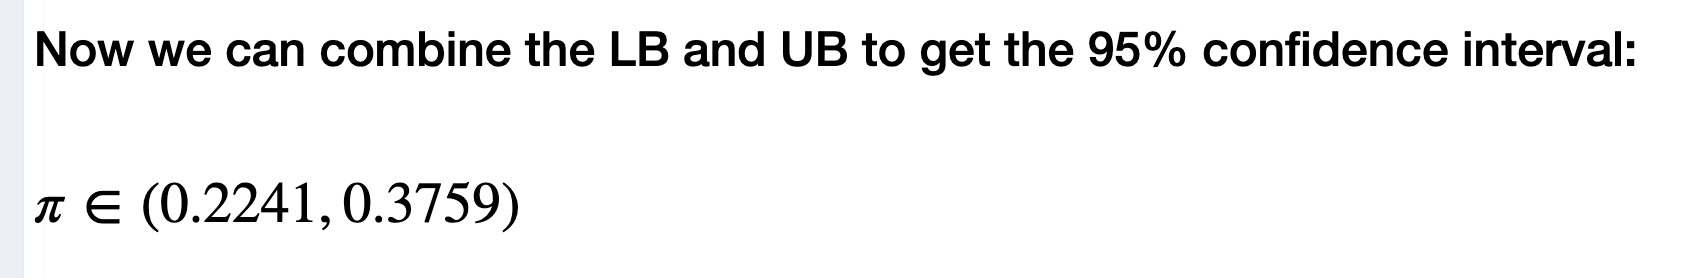 Now we can combine the LB and UB to get the 95% confidence interval:
π ∈ (0.2241, 0.3759)